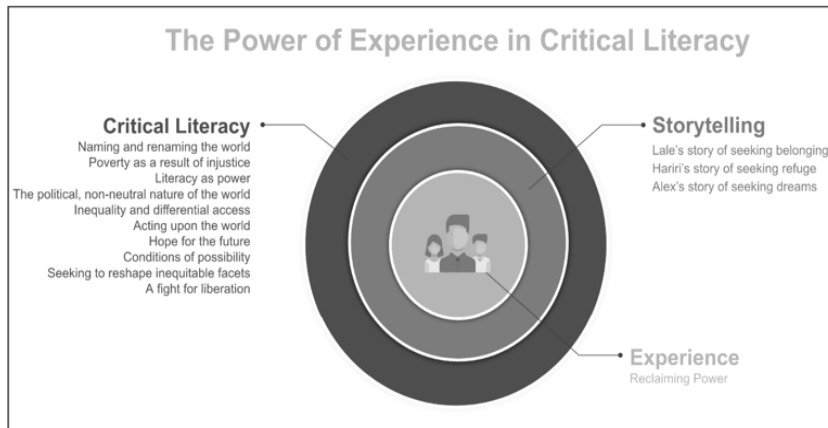 The Power of Experience in Critical Literacy
Critical Literacy
Naming and renaming the world
Poverty as a result of injustice
Literacy as power
The political, non-neutral nature of the world
Inequality and differential access
Acting upon the world
Hope for the future
Conditions of possibility
Seeking to reshape inequitable facets
A fight for liberation
Storytelling
Lale's story of seeking belonging
Hariri's story of seeking refuge
Alex's story of seeking dreams
Experience
Reclaiming Power